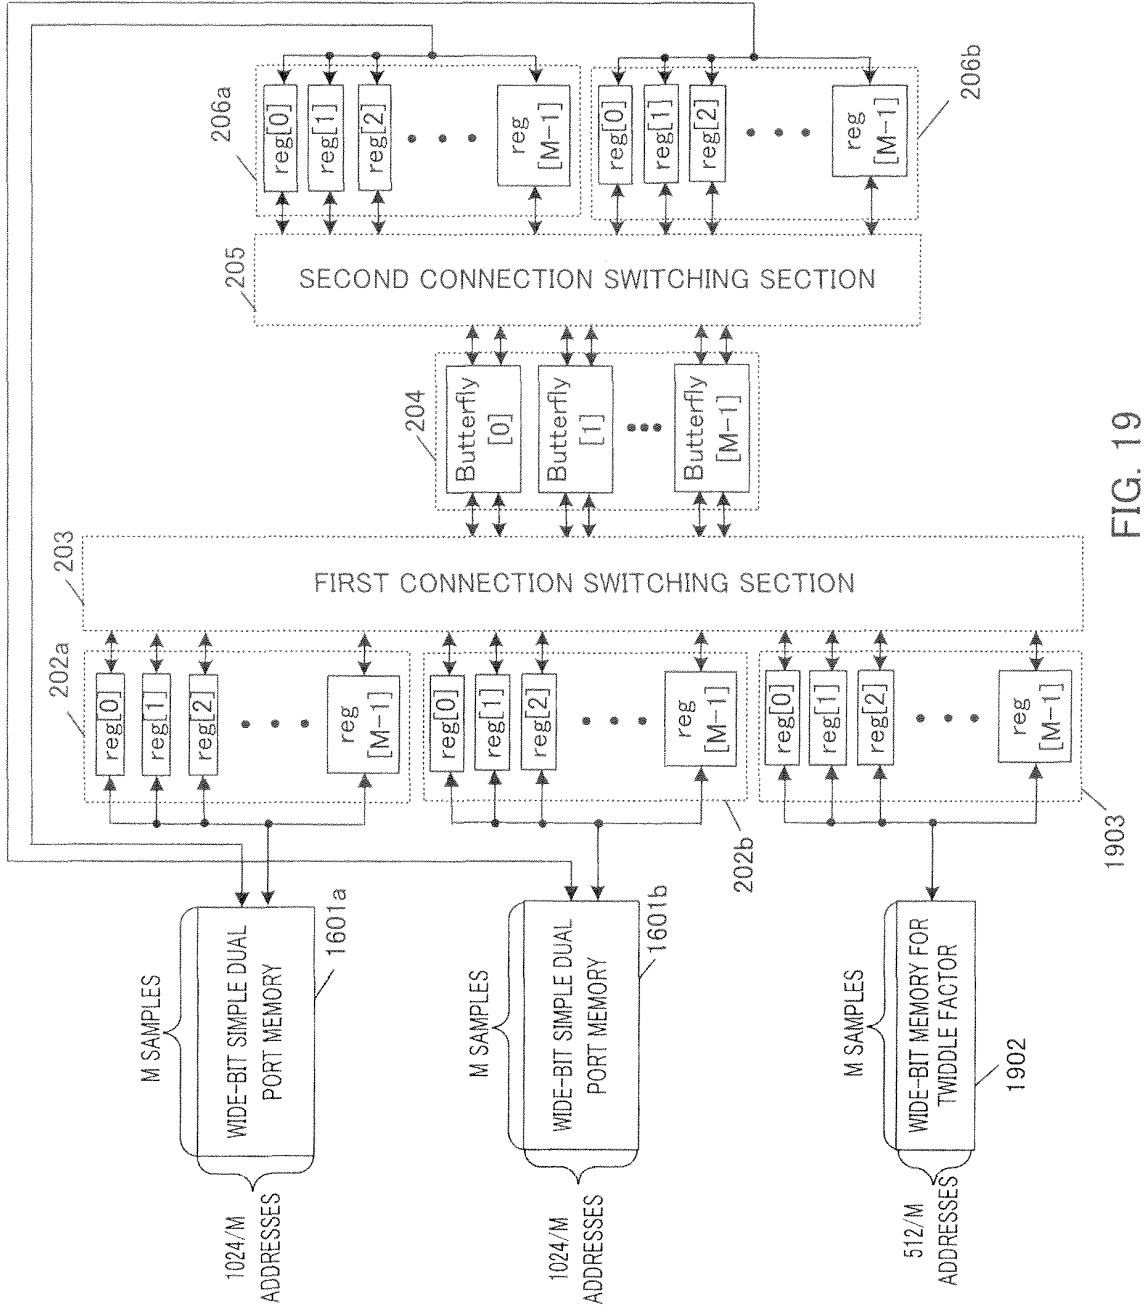 M SAMPLES
1024/M
ADDRESSES
WIDE-BIT SIMPLE DUAL
PORT MEMORY
1601a
M SAMPLES
1024/M
ADDRESSES
WIDE-BIT SIMPLE DUAL
PORT MEMORY
1601b
M SAMPLES
512/M
ADDRESSES
WIDE-BIT MEMORY FOR
TWIDDLE FACTOR
1902
202a
reg[0]
reg[1]
reg[2]
reg
[M-1]
202b
reg[0]
reg[1]
reg[2]
reg
[M-1]
1903
reg[0]
reg[1]
reg[2]
reg
[M-1]
203
FIRST CONNECTION SWITCHING SECTION
204
Butterfly
[0]
Butterfly
[1]
Butterfly
[M-1]
205
SECOND CONNECTION SWITCHING SECTION
206a
reg[0]
reg[1]
reg[2]
reg
[M-1]
206b
reg[0]
reg[1]
reg[2]
reg
[M-1]
FIG. 19